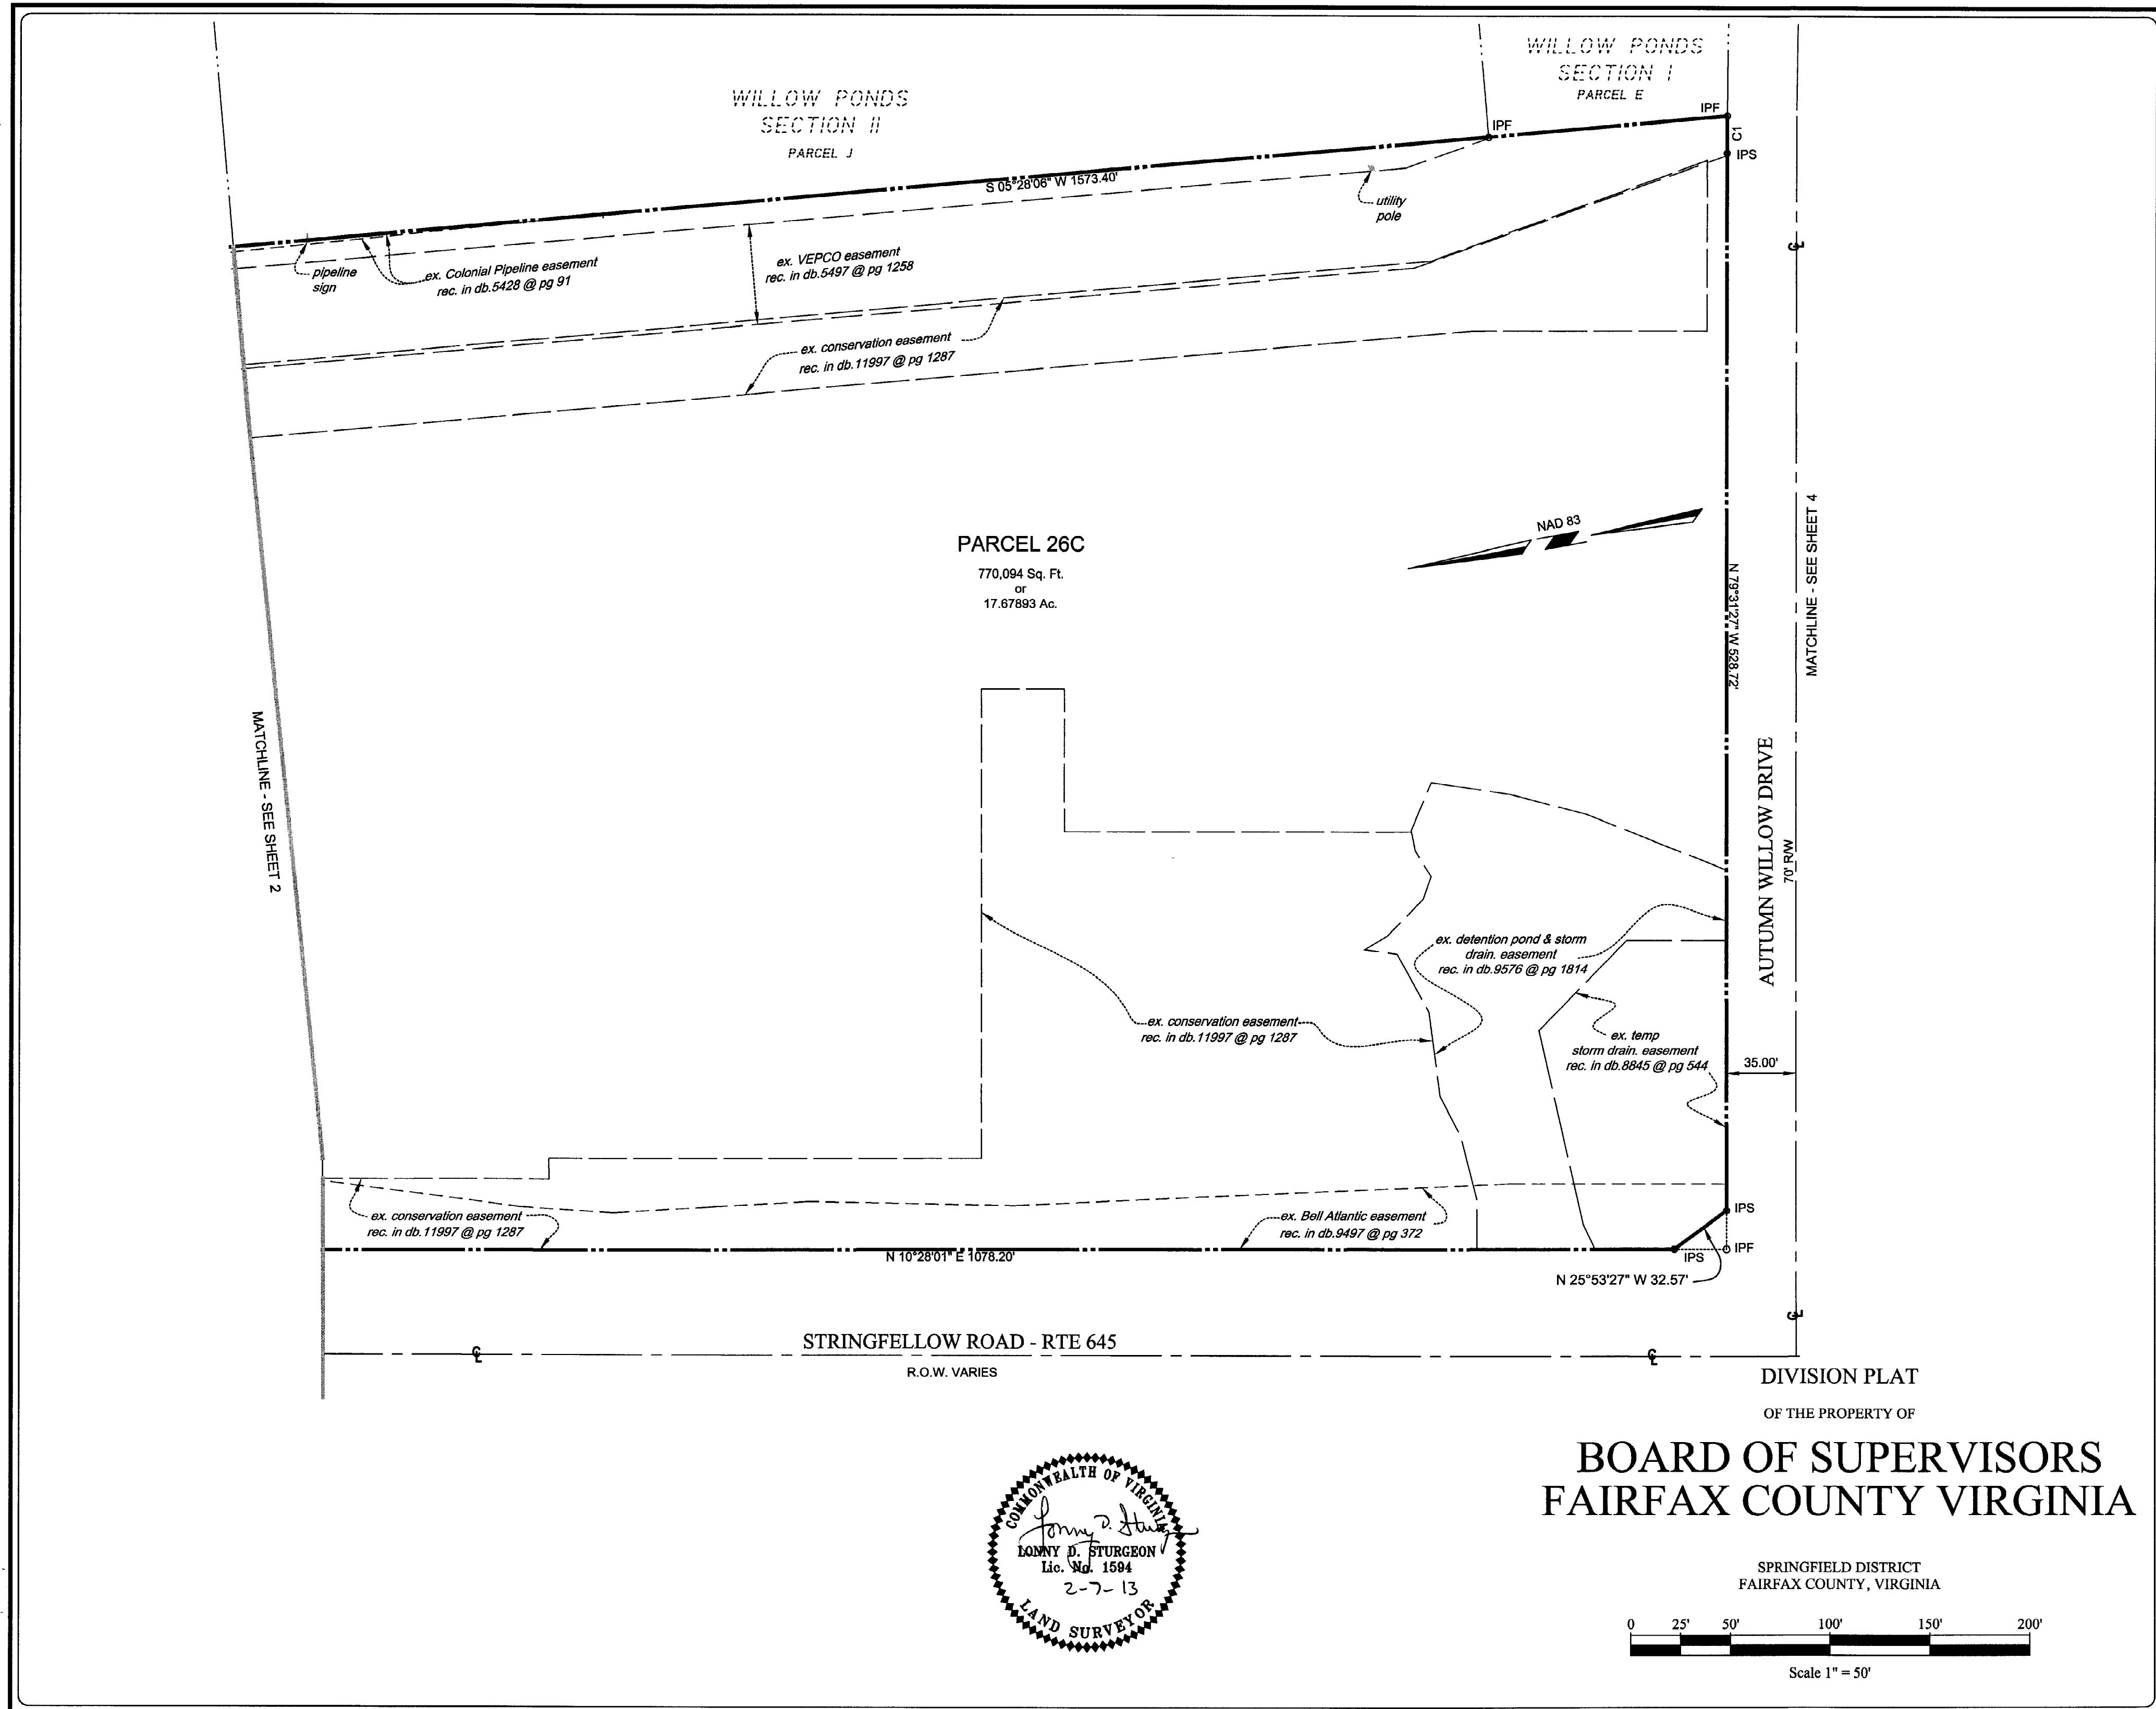 WILLOW PONDS
SECTION II
PARCEL J
WILLOW PONDS
SECTION I
PARCEL E
IPF
IPF
C1
IPS
S 05°28'06" W 1573.40'
utility
pole
pipeline
sign
ex. Colonial Pipeline easement
rec. in db.5428 @ pg 91
ex. VEPCO easement
rec. in db.5497 @ pg 1258
ex. conservation easement
rec. in db.11997 @ pg 1287
NAD 83
PARCEL 26C
770,094 Sq. Ft.
or
17.67893 Ac.
N 79°31'27" W 528.72'
MATCHLINE - SEE SHEET 4
MATCHLINE - SEE SHEET 2
AUTUMN WILLOW DRIVE
70' R/W
ex. detention pond & storm
drain. easement
rec. in db.9576 @ pg 1814
ex. conservation easement
rec. in db.11997 @ pg 1287
ex. temp
storm drain. easement
rec. in db.8845 @ pg 544
35.00'
ex. conservation easement
rec. in db.11997 @ pg 1287
ex. Bell Atlantic easement
rec. in db.9497 @ pg 372
IPS
IPF
IPS
N 10°28'01" E 1078.20'
N 25°53'27" W 32.57'
STRINGFELLOW ROAD - RTE 645
R.O.W. VARIES
DIVISION PLAT
OF THE PROPERTY OF
BOARD OF SUPERVISORS
FAIRFAX COUNTY VIRGINIA
SPRINGFIELD DISTRICT
FAIRFAX COUNTY, VIRGINIA
0 25' 50' 100' 150' 200'
Scale 1" = 50'
COMMONWEALTH OF VIRGINIA
Lonny D. Sturgeon
LONNY D. STURGEON
Lic. No. 1594
2-7-13
LAND SURVEYOR